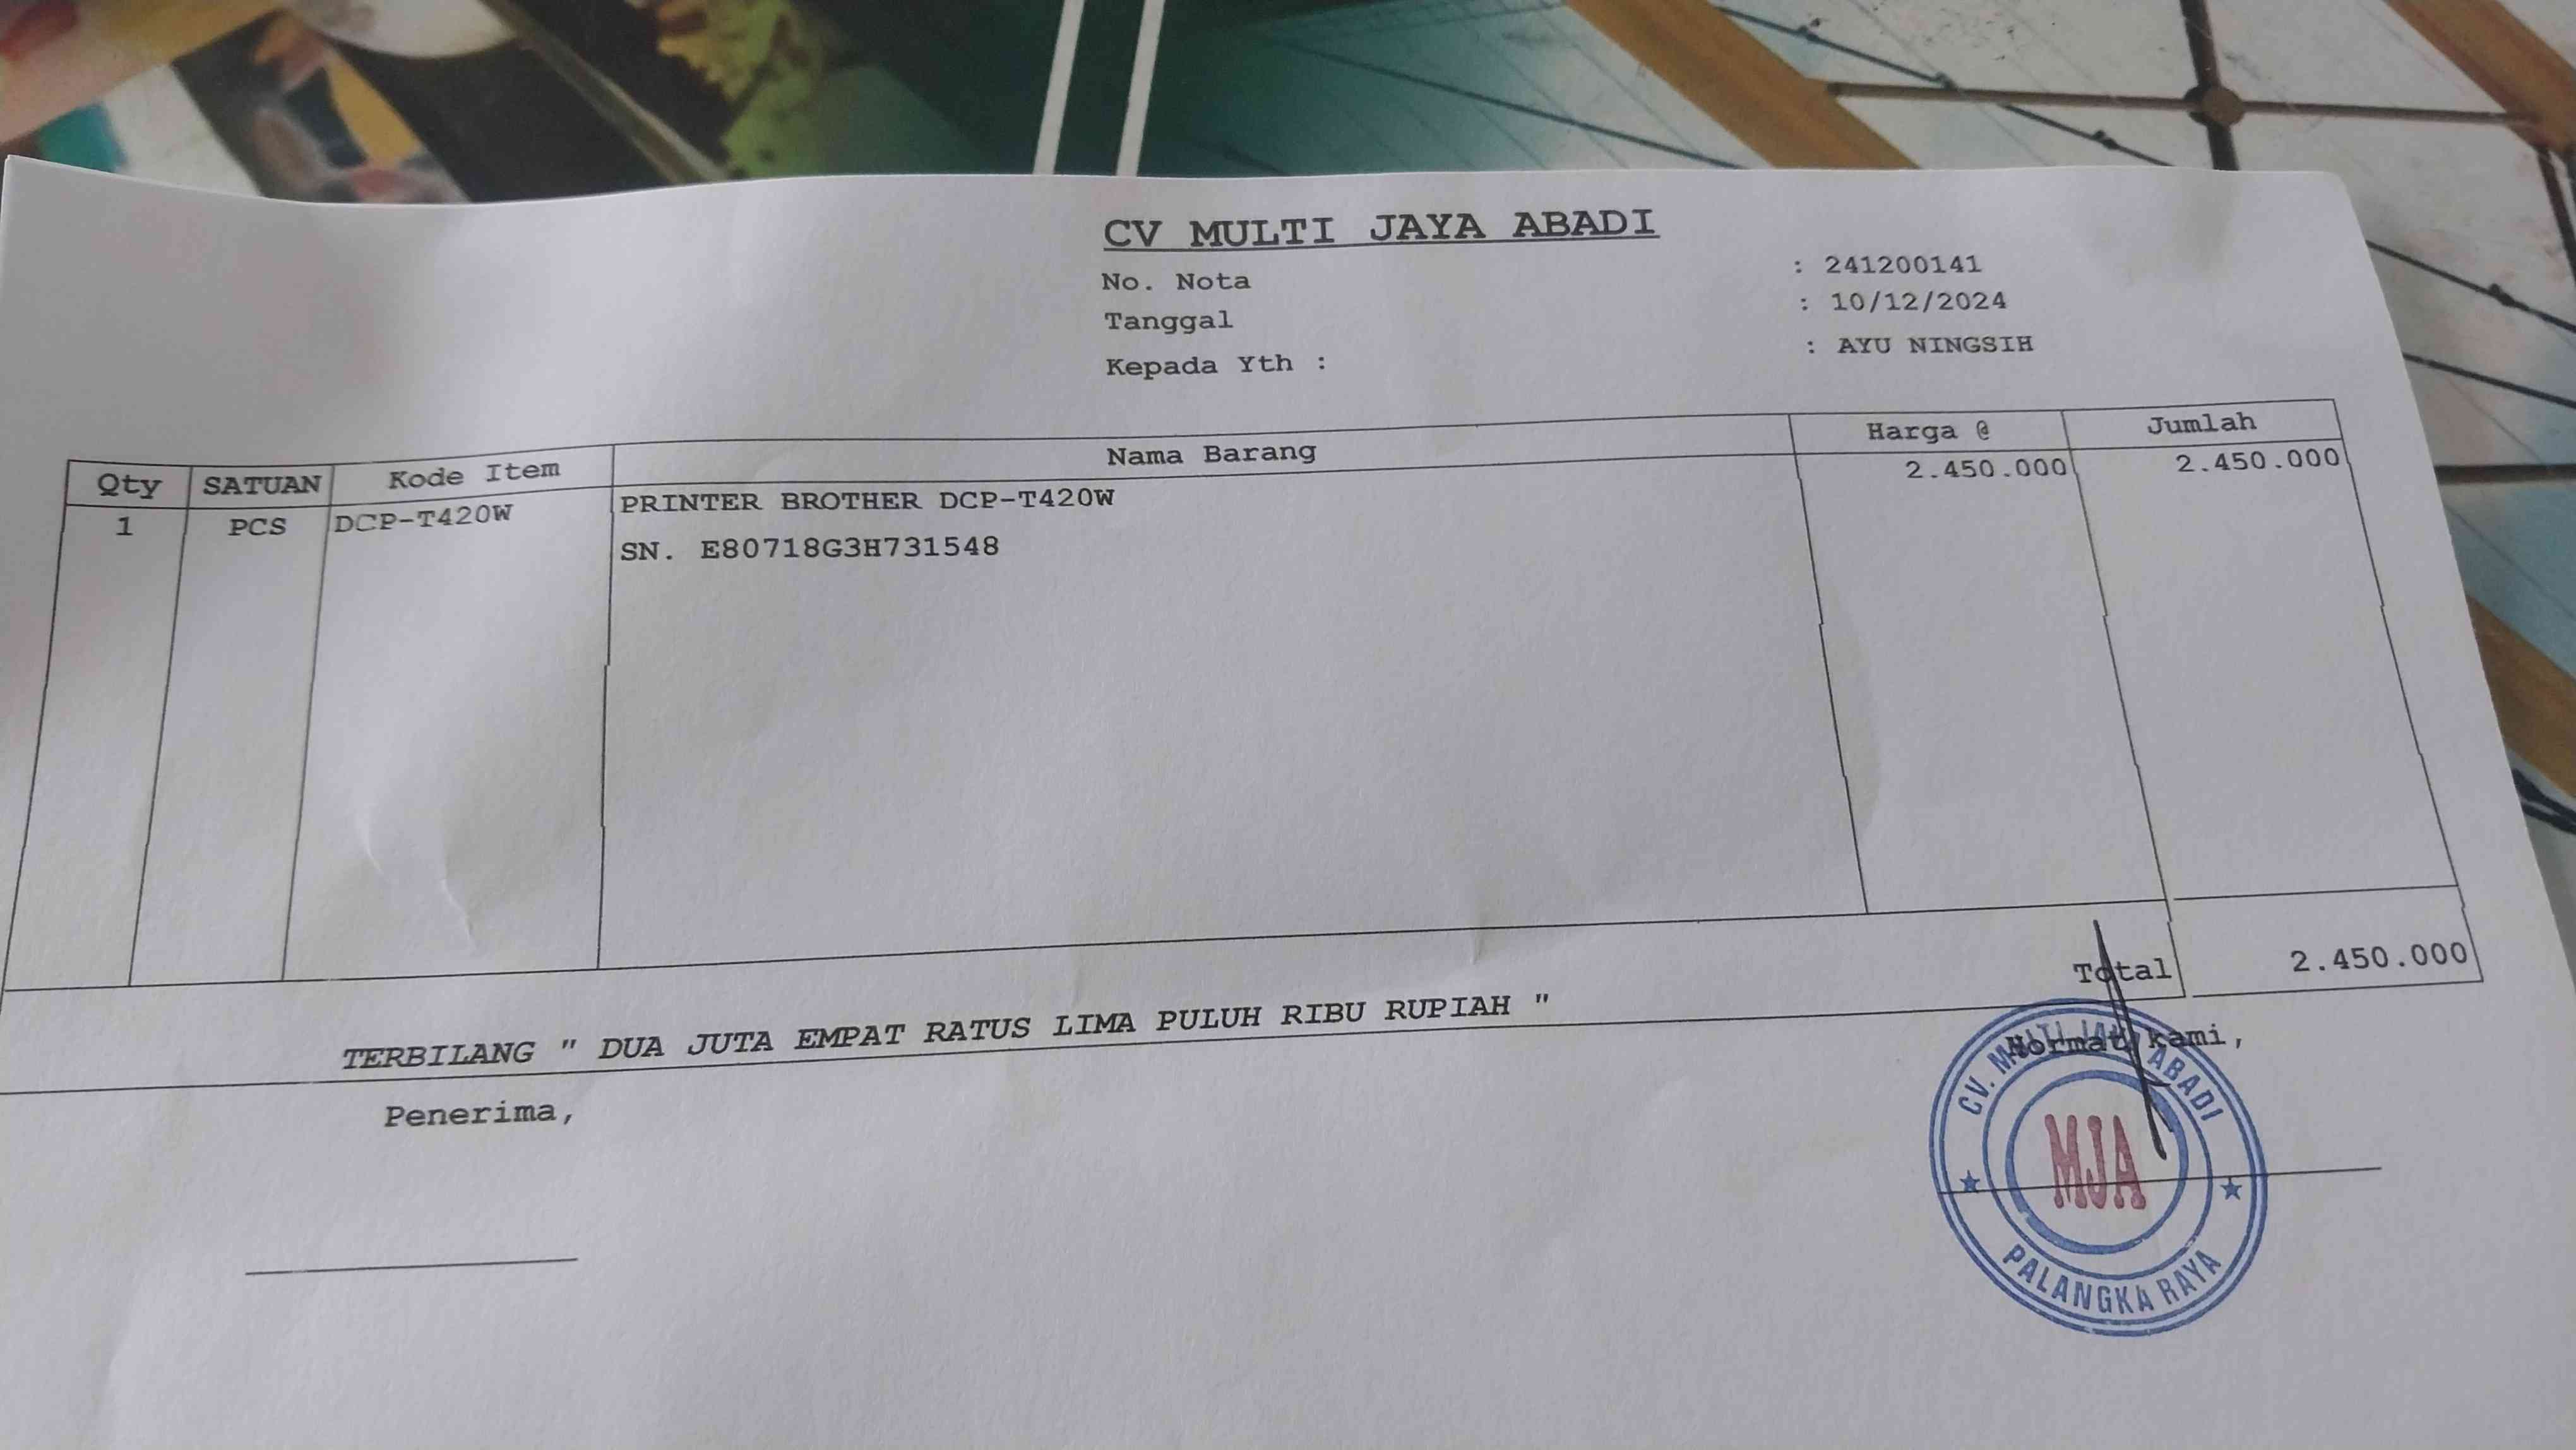 CV MULTI JAYA ABADI
No. Nota : 241200141
Tanggal : 10/12/2024
Kepada Yth : : AYU NINGSIH
Qty SATUAN Kode Item Nama Barang Harga @ Jumlah
1 PCS DCP-T420W PRINTER BROTHER DCP-T420W 2.450.000 2.450.000
SN. E80718G3H731548
Total 2.450.000
TERBILANG " DUA JUTA EMPAT RATUS LIMA PULUH RIBU RUPIAH "
Penerima, Hormat kami,
CV. MULTI JAYA ABADI
MJA
PALANGKA RAYA